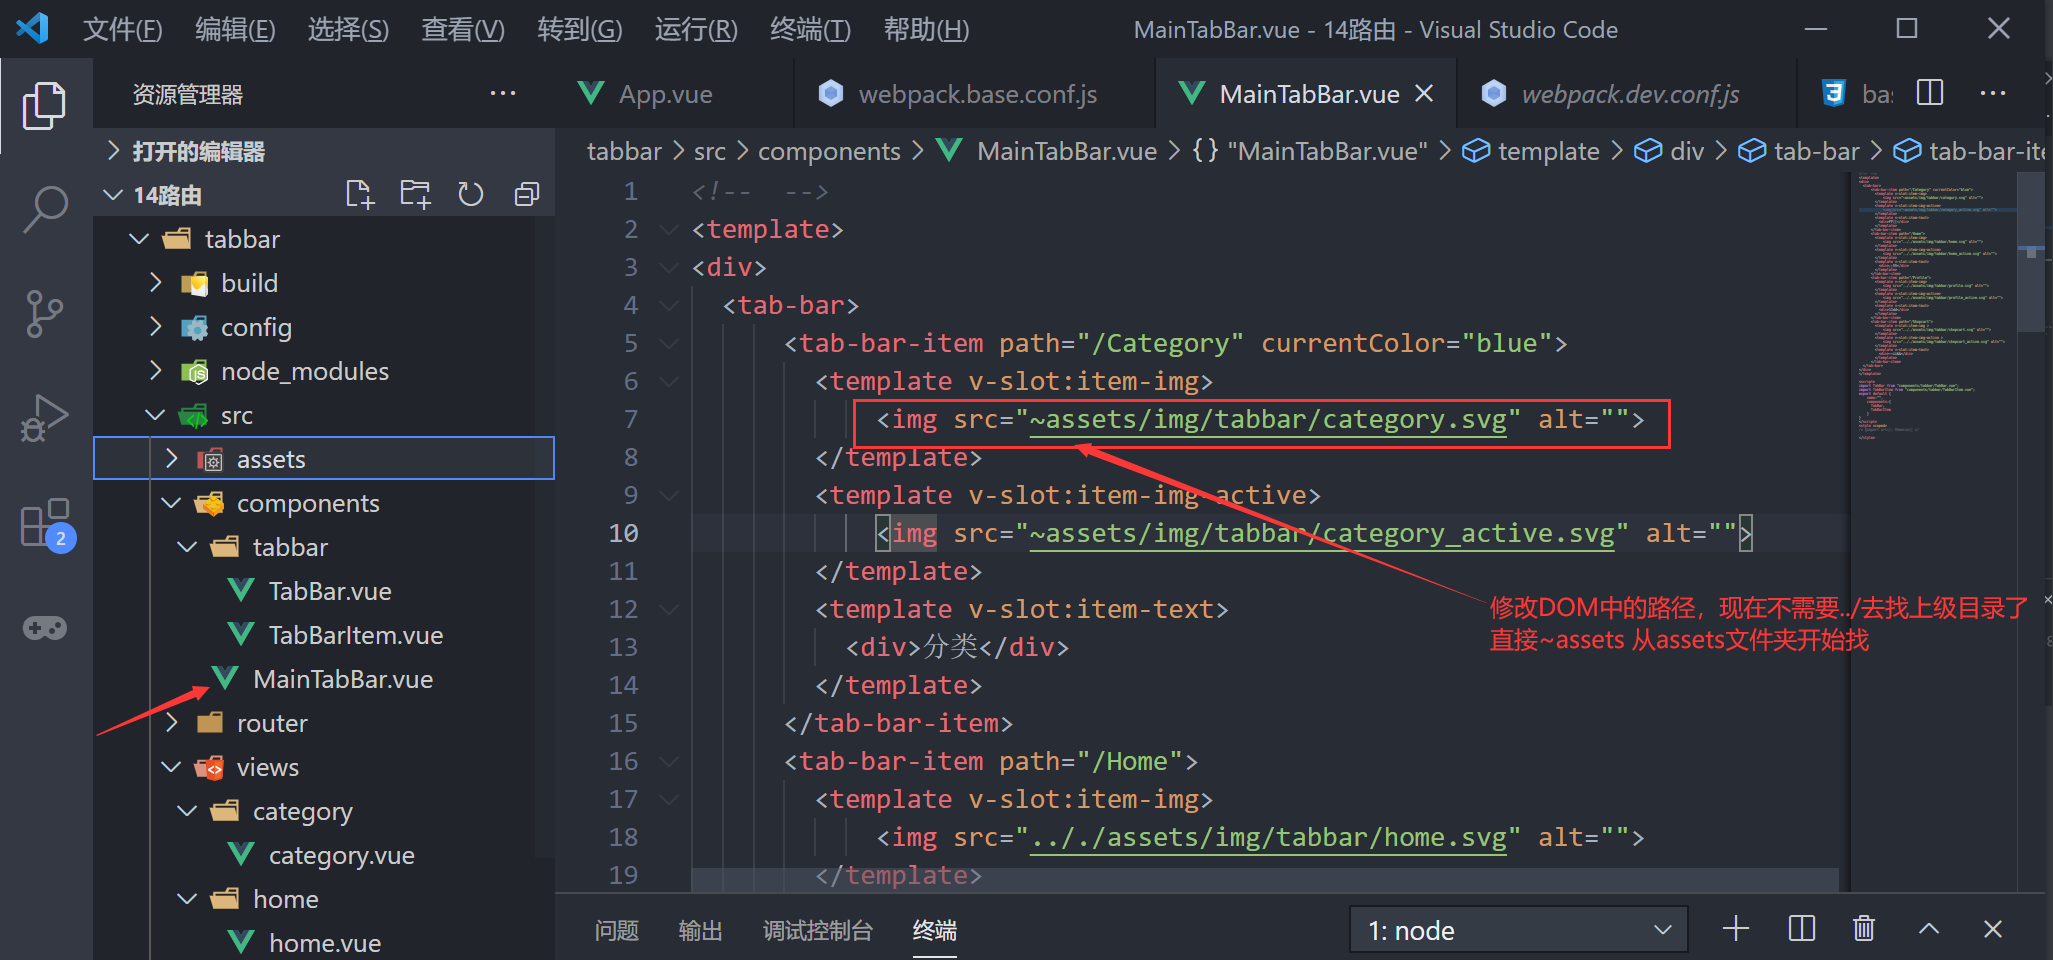 文件(F) 编辑(E) 选择(S) 查看(V) 转到(G) 运行(R) 终端(T) 帮助(H) MainTabBar.vue - 14路由 - Visual Studio Code
资源管理器
App.vue webpack.base.conf.js MainTabBar.vue webpack.dev.conf.js bas
tabbar src components MainTabBar.vue {} "MainTabBar.vue" template div tab-bar tab-bar-ite
打开的编辑器
14路由
tabbar
build
config
node_modules
src
assets
components
tabbar
TabBar.vue
TabBarItem.vue
MainTabBar.vue
router
views
category
category.vue
home
home.vue
2
1 <!--  -->
2 <template>
3 <div>
4 <tab-bar>
5 <tab-bar-item path="/Category" currentColor="blue">
6 <template v-slot:item-img>
7 <img src="~assets/img/tabbar/category.svg" alt="">
8 </template>
9 <template v-slot:item-img-active>
10 <img src="~assets/img/tabbar/category_active.svg" alt="">
11 </template>
12 <template v-slot:item-text>
13 <div>分类</div>
14 </template>
15 </tab-bar-item>
16 <tab-bar-item path="/Home">
17 <template v-slot:item-img>
18 <img src=".././assets/img/tabbar/home.svg" alt="">
19 </template>
修改DOM中的路径，现在不需要../去找上级目录了
直接~assets 从assets文件夹开始找
问题 输出 调试控制台 终端 1: node